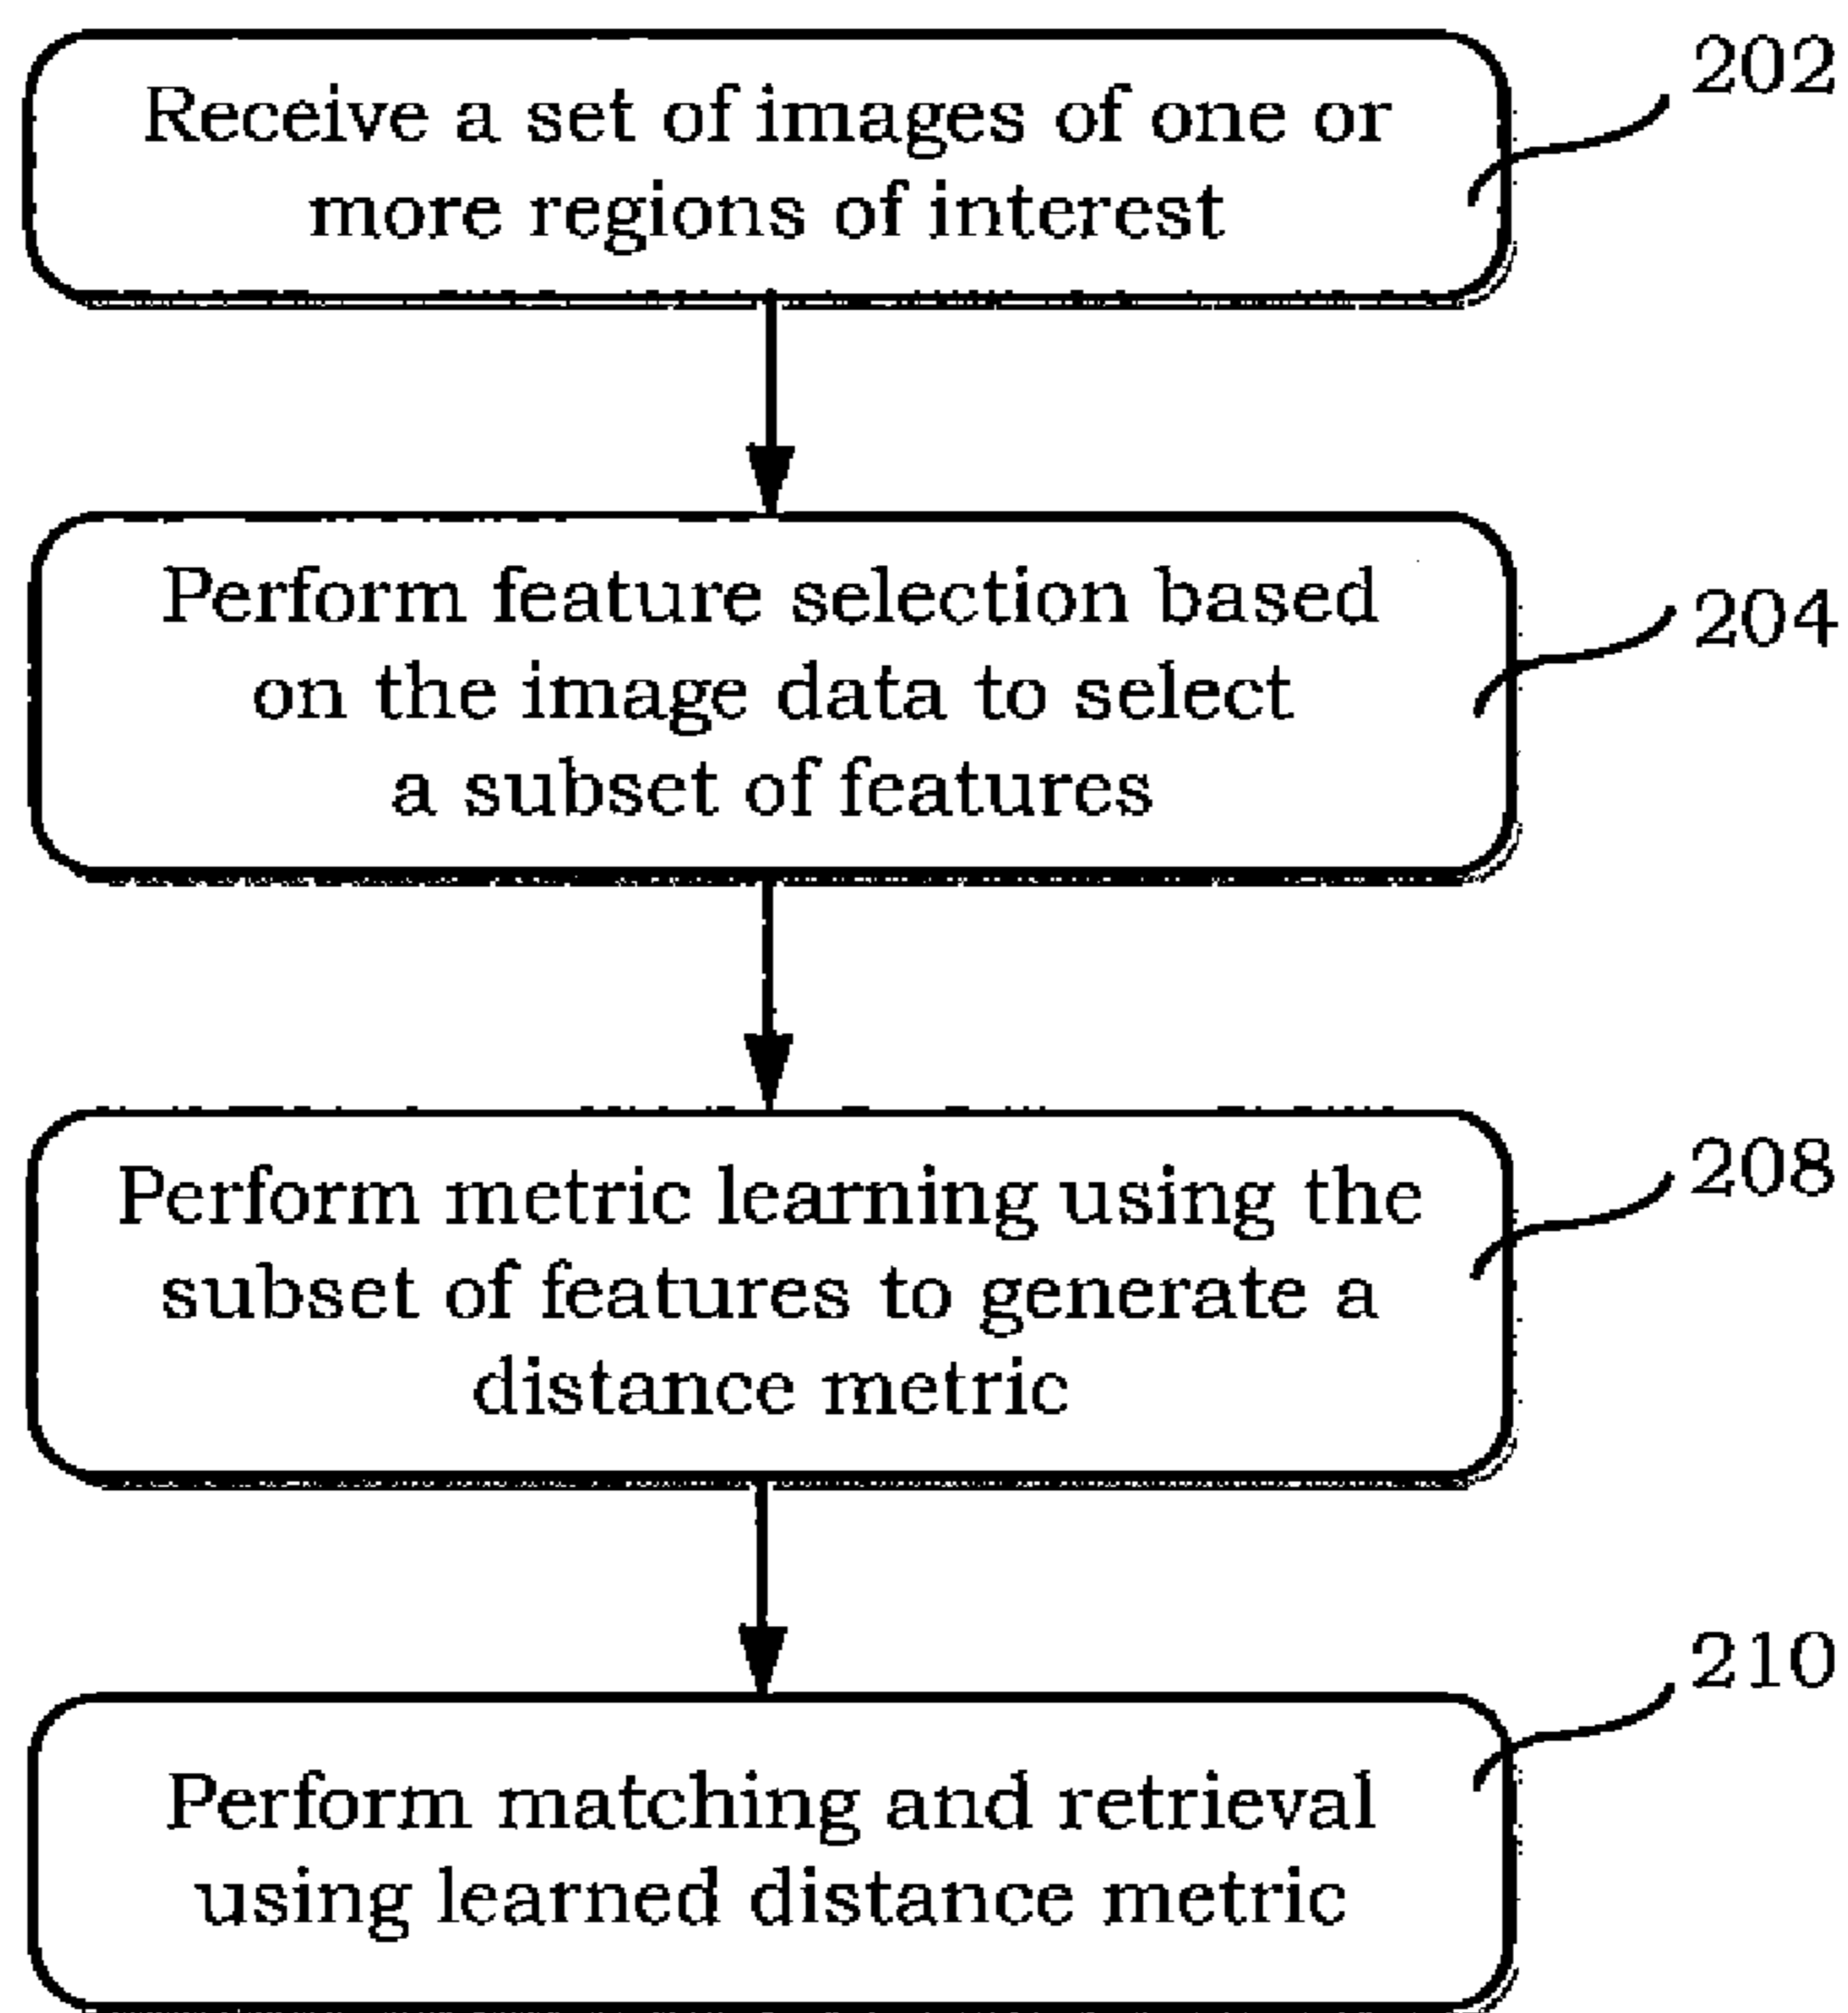 Receive a set of images of one or
more regions of interest
202
Perform feature selection based
on the image data to select
a subset of features
204
Perform metric learning using the
subset of features to generate a
distance metric
208
Perform matching and retrieval
using learned distance metric
210